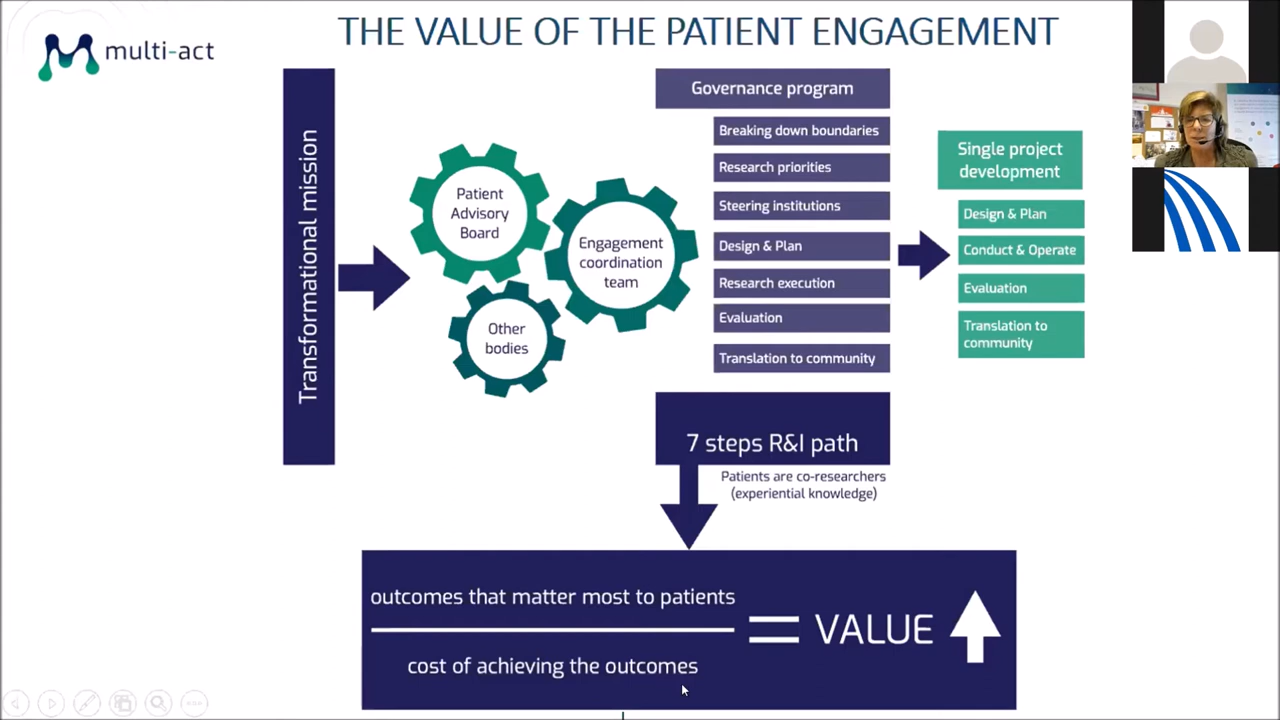 multi-act
THE VALUE OF THE PATIENT ENGAGEMENT
Transformational mission
Patient
Advisory
Board
Engagement
coordination
team
Other
bodies
Governance program
Breaking down boundaries
Research priorities
Steering institutions
Design & Plan
Research execution
Evaluation
Translation to community
7 steps R&I path
Patients are co-researchers
(experiential knowledge)
Single project
development
Design & Plan
Conduct & Operate
Evaluation
Translation to
community
outcomes that matter most to patients
cost of achieving the outcomes
= VALUE